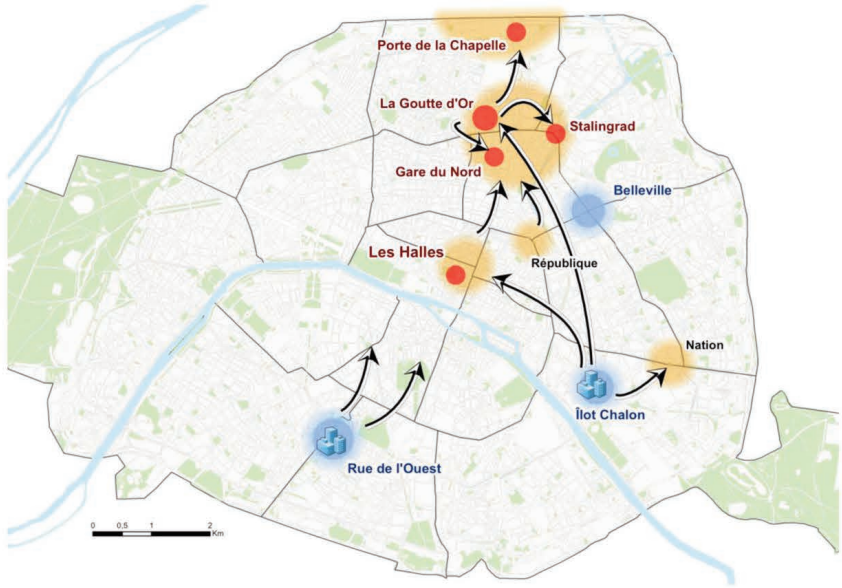 Porte de la Chapelle
La Goutte d'Or
Stalingrad
Gare du Nord
Belleville
Les Halles
République
Nation
Îlot Chalon
Rue de l'Ouest
0 0,5 1 2
Km